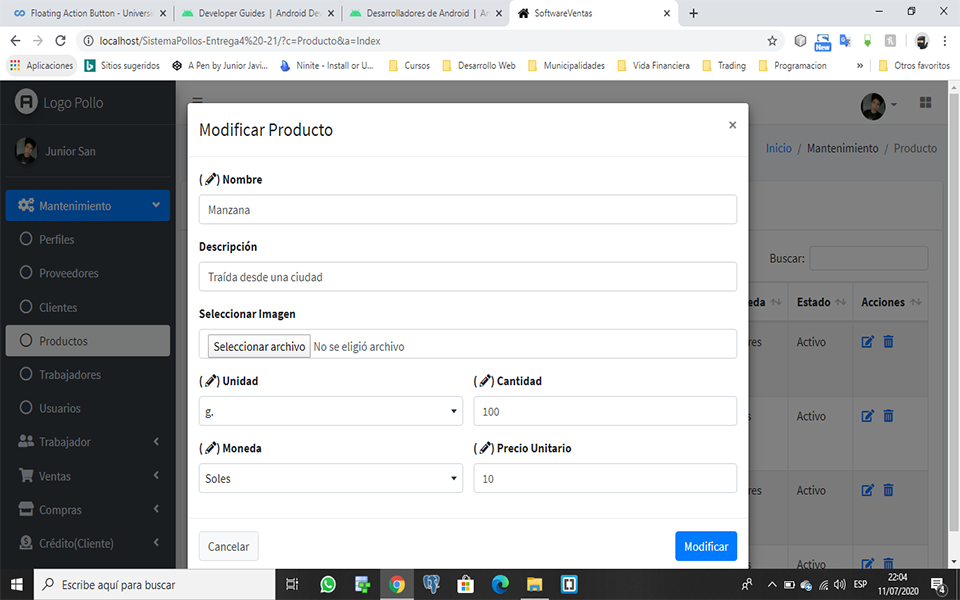 Floating Action Button - Universi
Developer Guides | Android De
Desarrolladores de Android | An
SoftwareVentas
localhost/SistemaPollos-Entrega4%20-21/?c=Producto&a=Index
Aplicaciones
Sitios sugeridos
A Pen by Junior Javi...
Ninite - Install or U...
Cursos
Desarrollo Web
Municipalidades
Vida Financiera
Trading
Programacion
»
Otros favoritos
New
Logo Pollo
Junior San
Mantenimiento
Perfiles
Proveedores
Clientes
Productos
Trabajadores
Usuarios
Trabajador
Ventas
Compras
Crédito(Cliente)
Modificar Producto
×
( ) Nombre
Manzana
Descripción
Traída desde una ciudad
Seleccionar Imagen
Seleccionar archivo No se eligió archivo
( ) Unidad ( ) Cantidad
g. 100
( ) Moneda ( ) Precio Unitario
Soles 10
Cancelar Modificar
Inicio / Mantenimiento / Producto
Buscar:
eda Estado Acciones
res Activo
s Activo
res Activo
Activo
Escribe aquí para buscar
ESP
22:04
11/07/2020
4